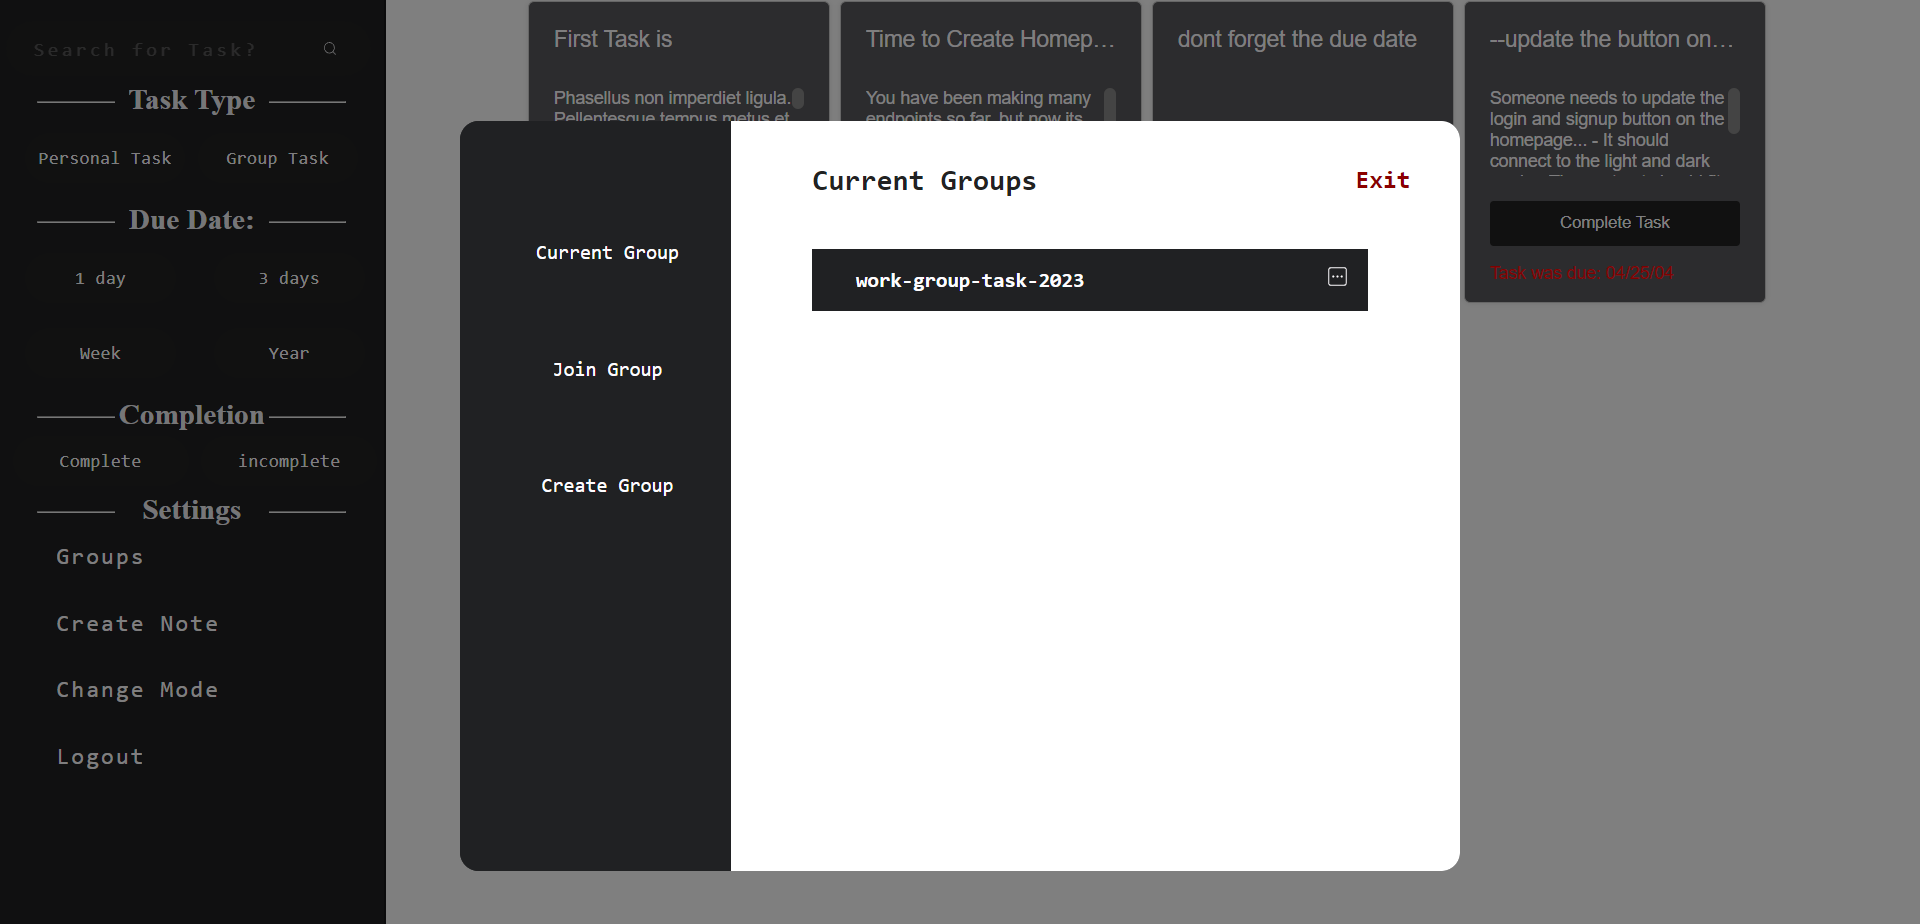 Search for Task?
Task Type
Personal Task
Group Task
Due Date:
1 day
3 days
Week
Year
Completion
Complete
incomplete
Settings
Groups
Create Note
Change Mode
Logout
First Task is
Phasellus non imperdiet ligula.
Pellentesque tempus metus et
Time to Create Homep…
You have been making many
endpoints so far, but now its
dont forget the due date
--update the button on…
Someone needs to update the
login and signup button on the
homepage... - It should
connect to the light and dark
Complete Task
Task was due: 04/25/04
Current Group
Join Group
Create Group
Current Groups
Exit
work-group-task-2023